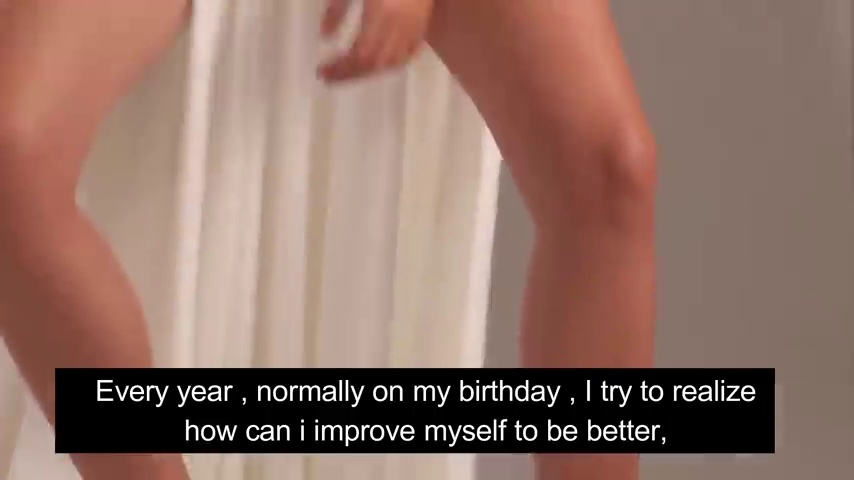 Every year , normally on my birthday , I try to realize
how can i improve myself to be better,